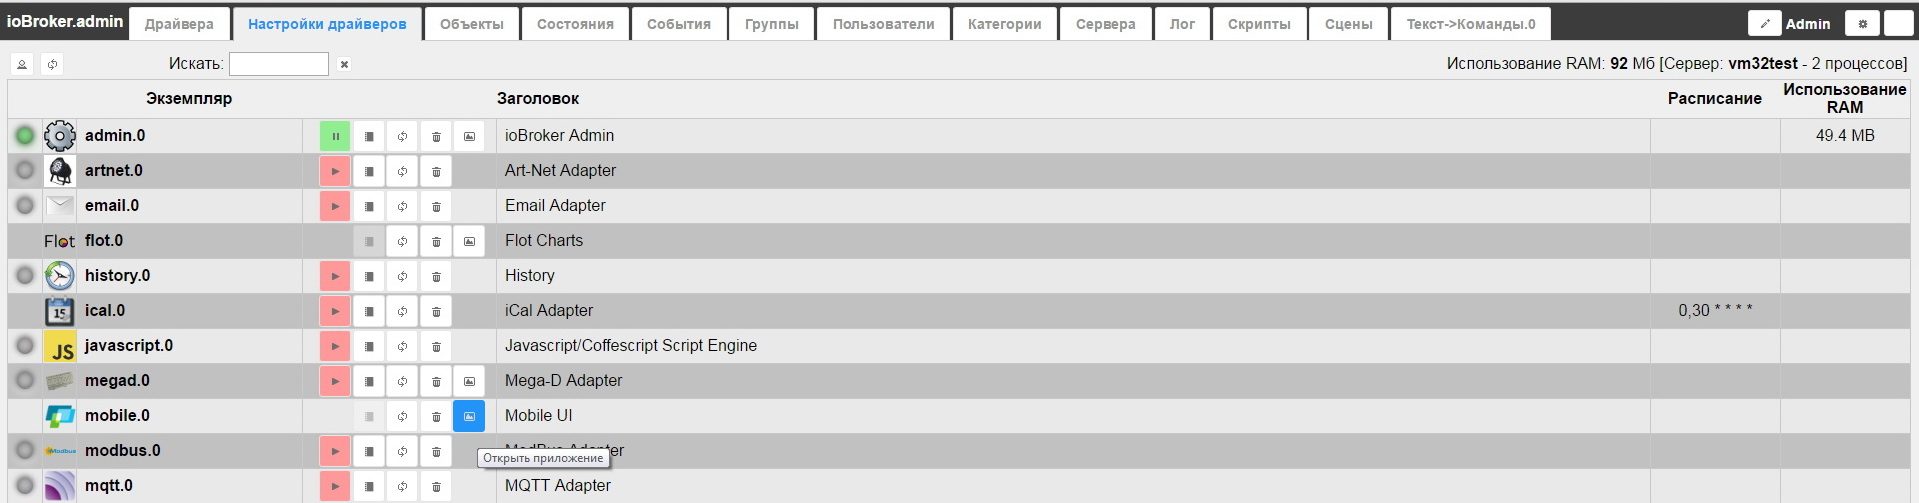 ioBroker.admin Драйвера Настройки драйверов Объекты Состояния События Группы Пользователи Категории Сервера Лог Скрипты Сцены Текст->Команды.0 Admin
Искать: Использование RAM: 92 Мб [Сервер: vm32test - 2 процессов]
Экземпляр Заголовок Расписание Использование RAM
admin.0 ioBroker Admin 49.4 MB
artnet.0 Art-Net Adapter
email.0 Email Adapter
Flot flot.0 Flot Charts
history.0 History
15 ical.0 iCal Adapter 0,30 * * * *
JS javascript.0 Javascript/Coffescript Script Engine
megad.0 Mega-D Adapter
mobile.0 Mobile UI
Modbus modbus.0 ModBus Adapter
Открыть приложение
mqtt.0 MQTT Adapter